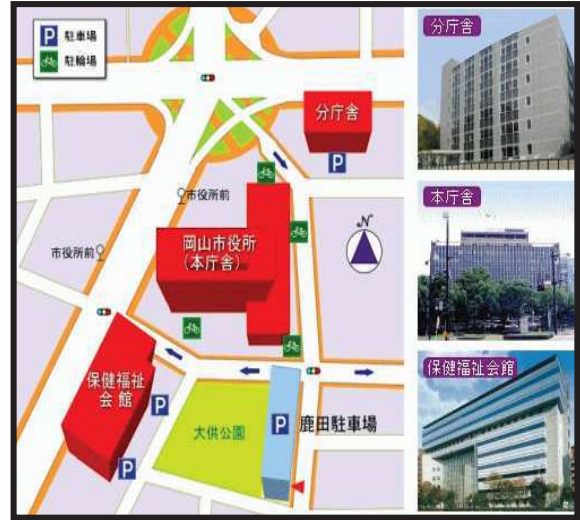 P 駐車場
駐輪場
分庁舎
P
市役所前
市役所前
岡山市役所
(本庁舎)
N
保健福祉
会館
P
P
大供公園
P
鹿田駐車場
分庁舎
本庁舎
保健福祉会館